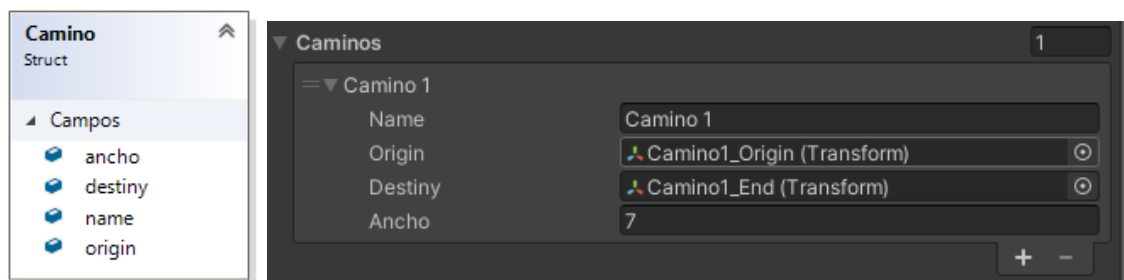 Camino
Struct
Campos
ancho
destiny
name
origin
Caminos 1
Camino 1
Name Camino 1
Origin Camino1_Origin (Transform)
Destiny Camino1_End (Transform)
Ancho 7
+ −